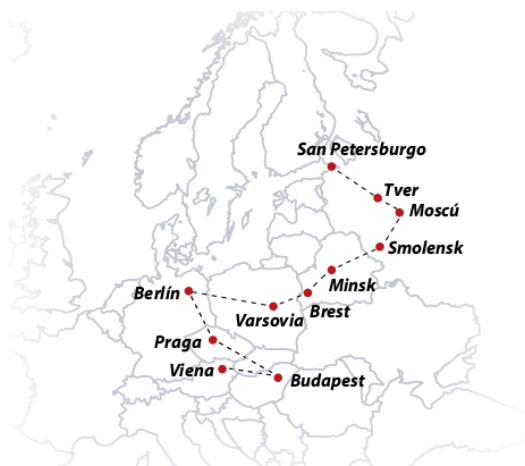 San Petersburgo
Tver
Moscú
Smolensk
Minsk
Berlín
Brest
Varsovia
Praga
Viena
Budapest